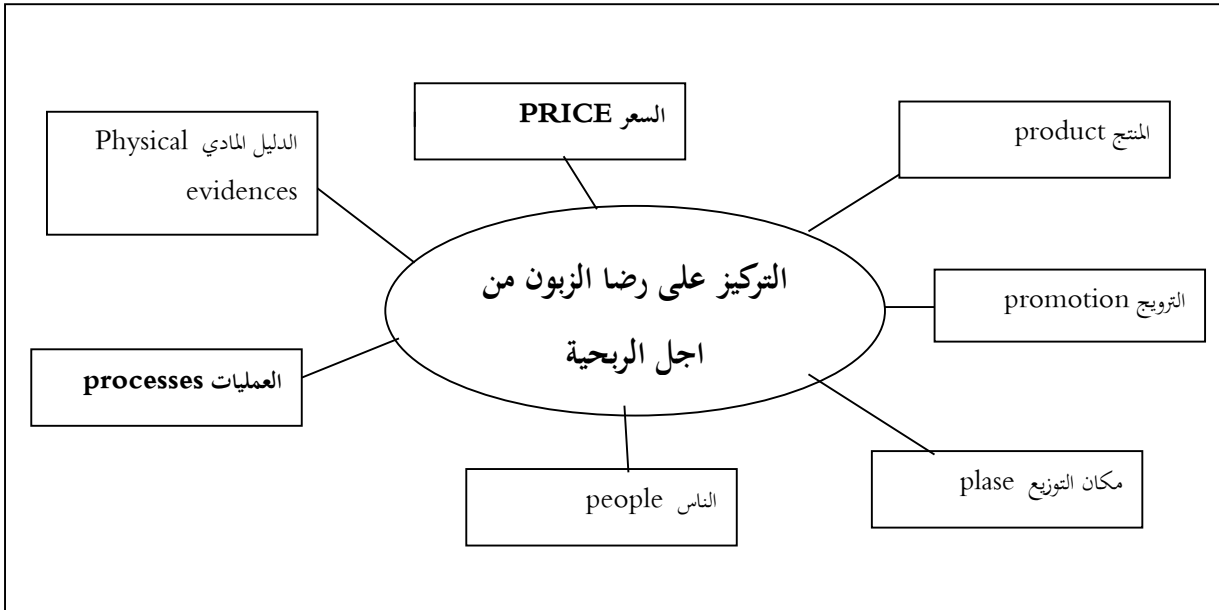 السعر PRICE
المنتج product
الدليل المادي Physical
evidences
التركيز على رضا الزبون من
اجل الربحية
الترويج promotion
العمليات processes
مكان التوزيع plase
الناس people